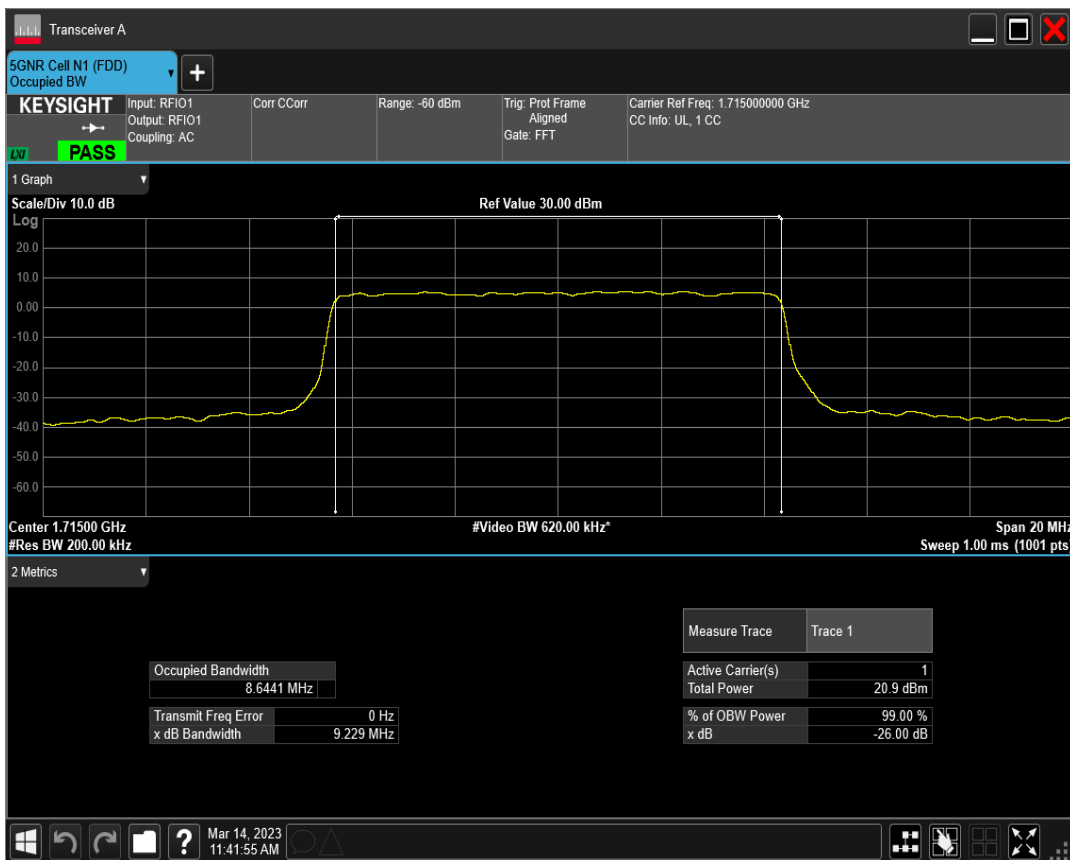 Transceiver A
5GNR Cell N1 (FDD)
Occupied BW
KEYSIGHT
LXI
PASS
Input: RFIO1
Output: RFIO1
Coupling: AC
Corr CCorr
Range: -60 dBm
Trig: Prot Frame
Aligned
Gate: FFT
Carrier Ref Freq: 1.715000000 GHz
CC Info: UL, 1 CC
1 Graph
Scale/Div 10.0 dB
Ref Value 30.00 dBm
Log
20.0
10.0
0.00
-10.0
-20.0
-30.0
-40.0
-50.0
-60.0
Center 1.71500 GHz
#Video BW 620.00 kHz*
Span 20 MHz
#Res BW 200.00 kHz
Sweep 1.00 ms (1001 pts)
2 Metrics
Measure Trace Trace 1
Occupied Bandwidth
8.6441 MHz
Active Carrier(s) 1
Total Power 20.9 dBm
Transmit Freq Error 0 Hz
x dB Bandwidth 9.229 MHz
% of OBW Power 99.00 %
x dB -26.00 dB
?
Mar 14, 2023
11:41:55 AM